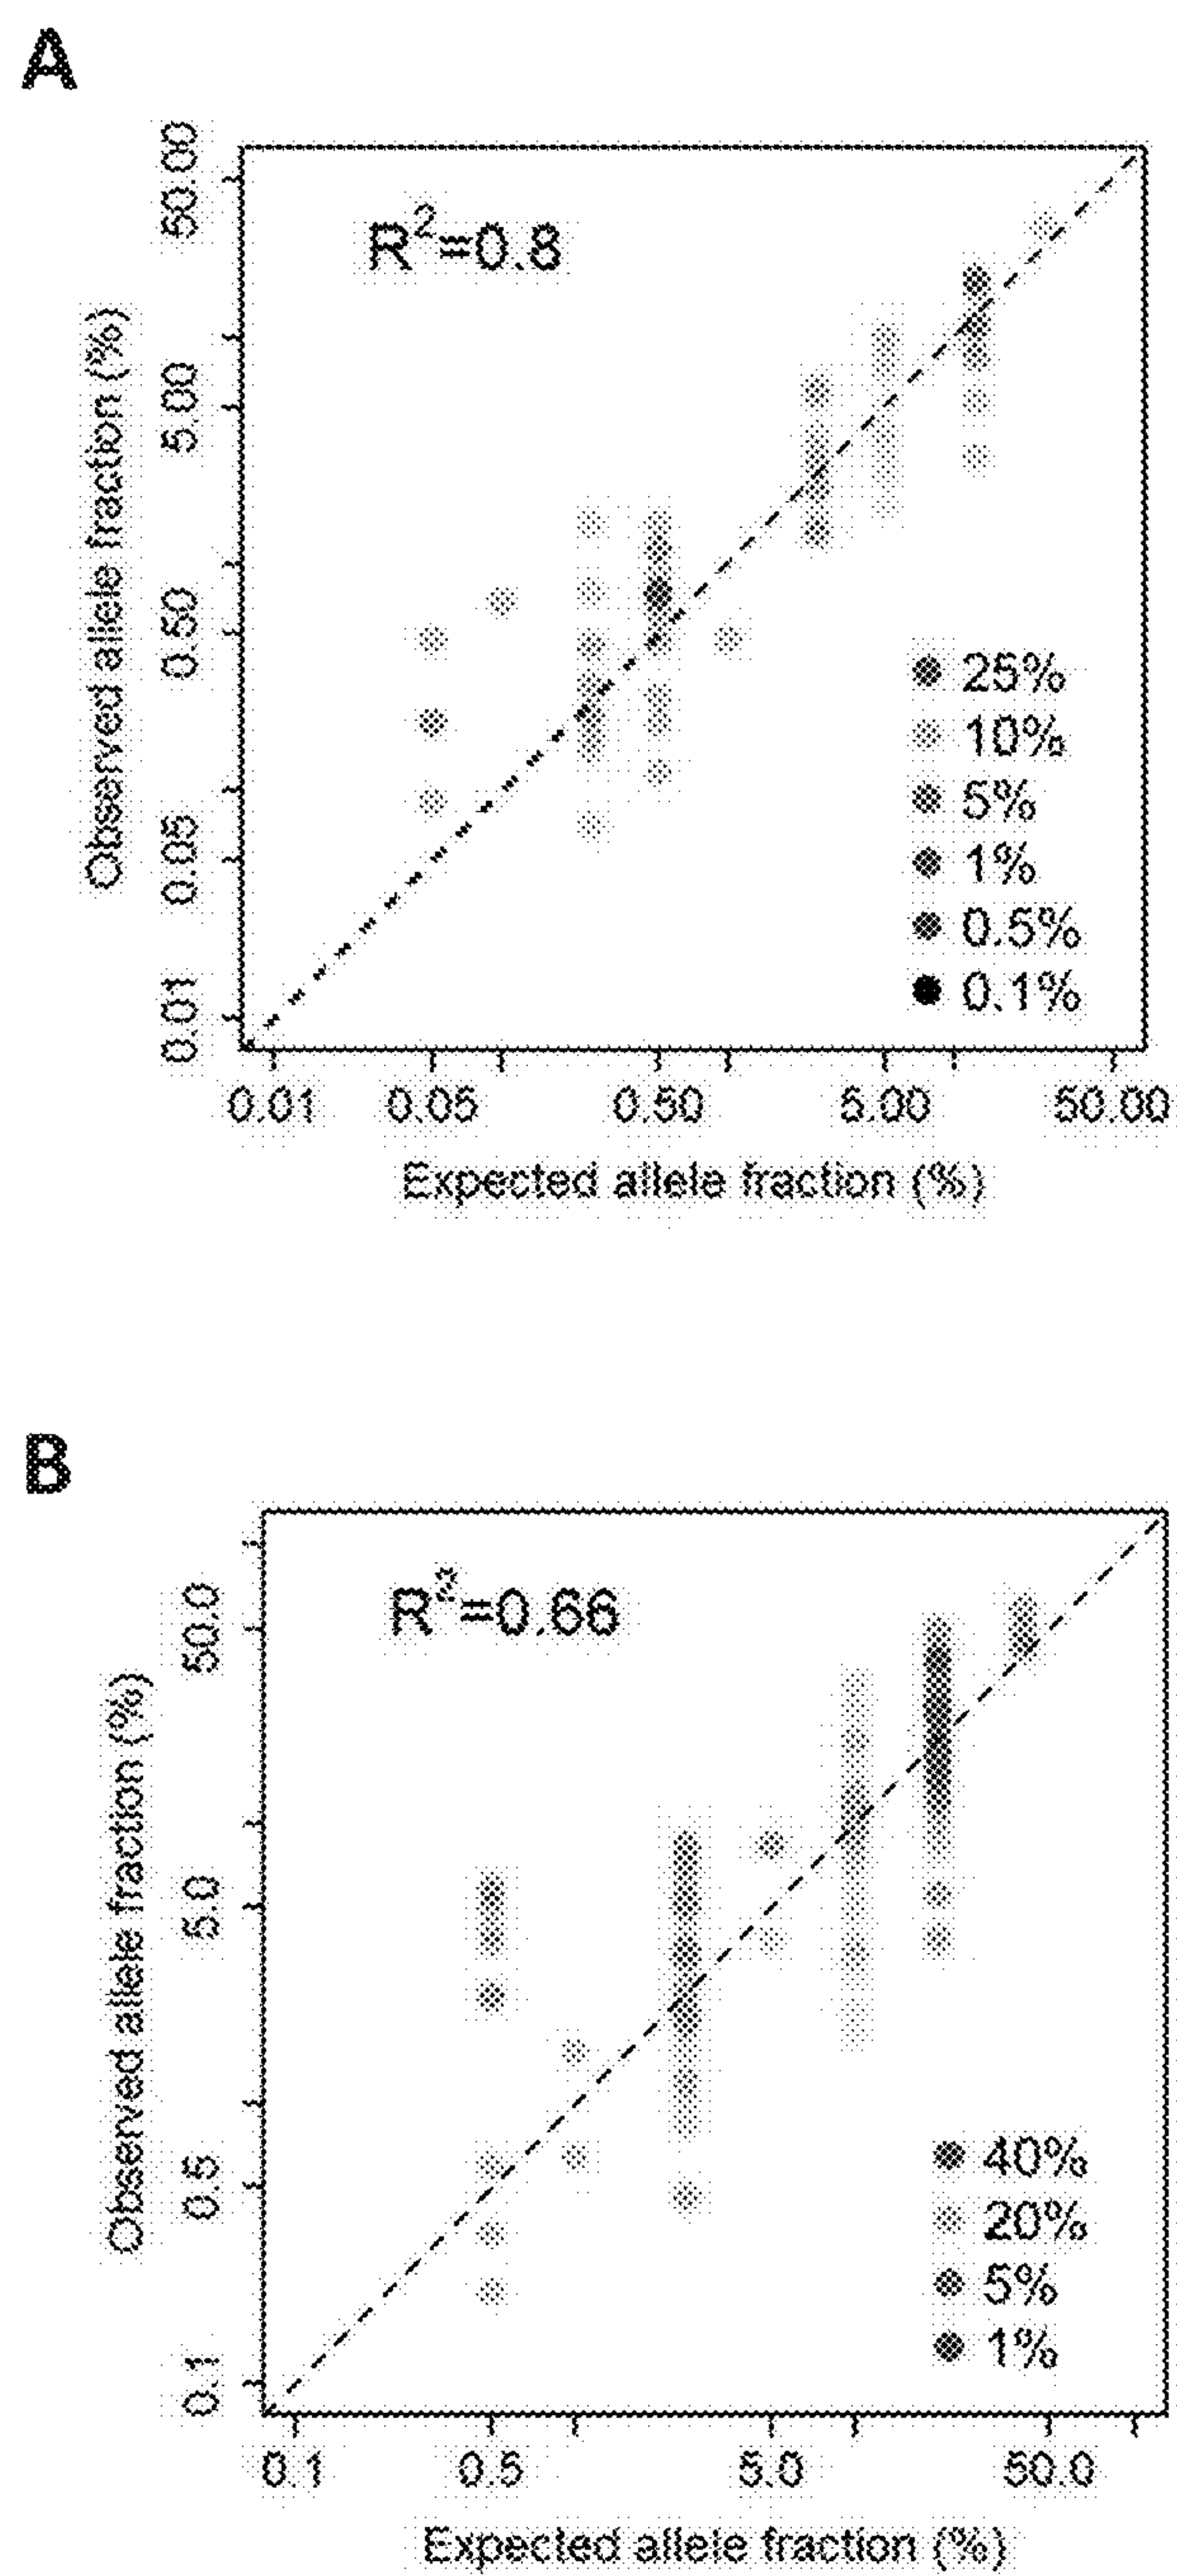 A
R²=0.8
50.00
5.00
0.50
0.05
0.01
Observed allele fraction (%)
25%
10%
5%
1%
0.5%
0.1%
0.01 0.05 0.50 5.00 50.00
Expected allele fraction (%)
B
R²=0.66
50.0
5.0
0.5
0.1
Observed allele fraction (%)
40%
20%
5%
1%
0.1 0.5 5.0 50.0
Expected allele fraction (%)